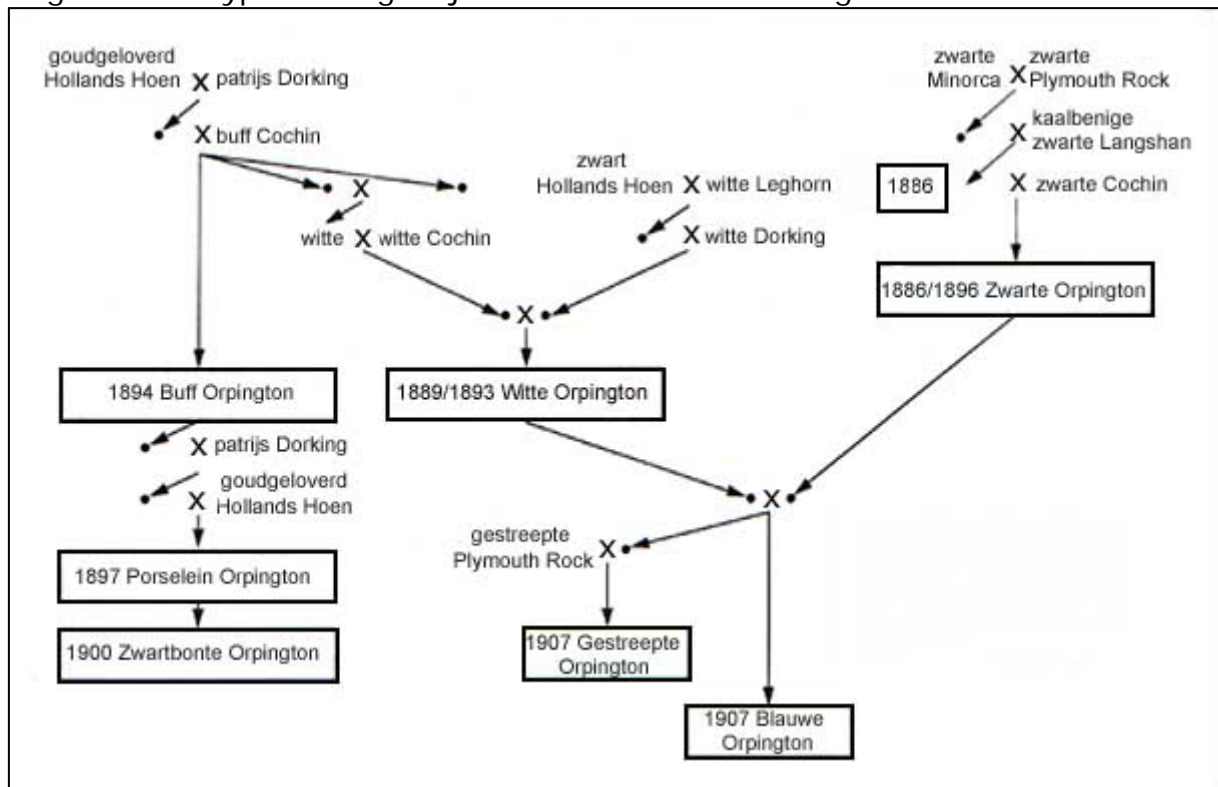 goudgeloverd
Hollands Hoen X patrijs Dorking
X buff Cochin
zwarte
Minorca X zwarte
Plymouth Rock
X kaalbenige
zwarte Langshan
1886
X zwarte Cochin
X
zwart
Hollands Hoen X witte Leghorn
witte X witte Cochin
X witte Dorking
1886/1896 Zwarte Orpington
X
1894 Buff Orpington
1889/1893 Witte Orpington
X patrijs Dorking
X goudgeloverd
Hollands Hoen
X
gestreepte
Plymouth Rock X
1897 Porselein Orpington
1900 Zwartbonte Orpington
1907 Gestreepte
Orpington
1907 Blauwe
Orpington